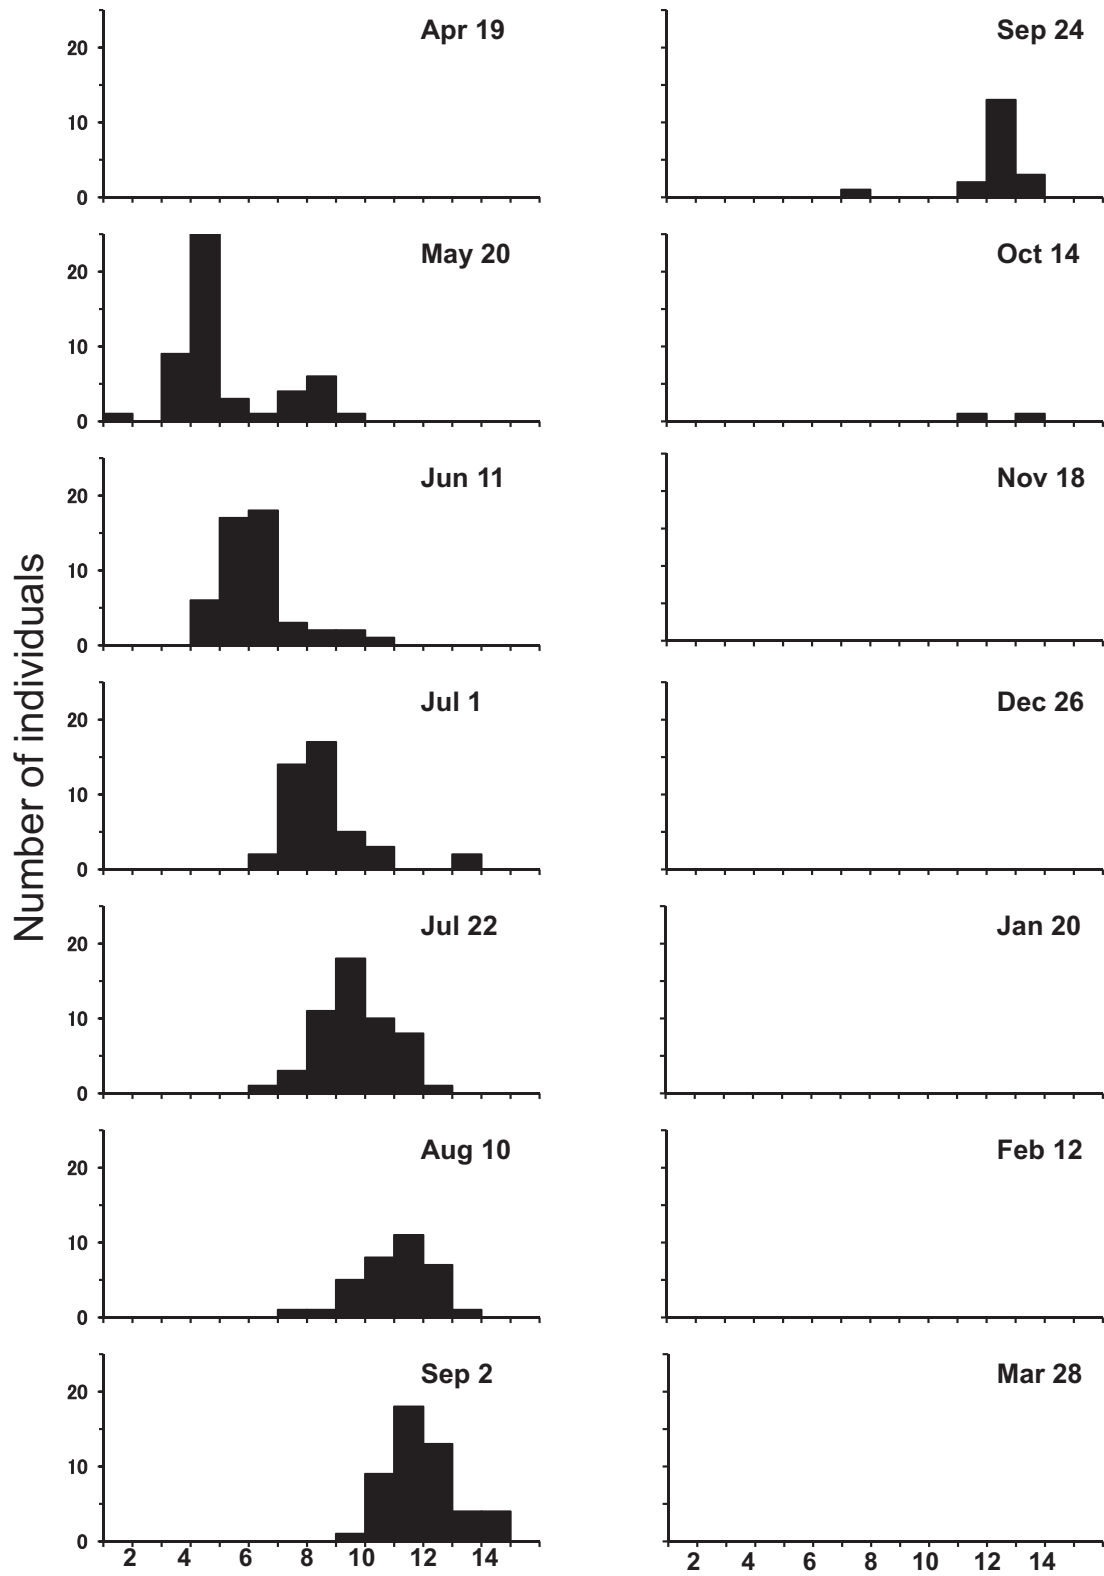 Number of individuals
Apr 19
20
10
0
May 20
20
10
0
Jun 11
20
10
0
Jul 1
20
10
0
Jul 22
20
10
0
Aug 10
20
10
0
Sep 2
20
10
0
2 4 6 8 10 12 14
Sep 24
Oct 14
Nov 18
Dec 26
Jan 20
Feb 12
Mar 28
2 4 6 8 10 12 14